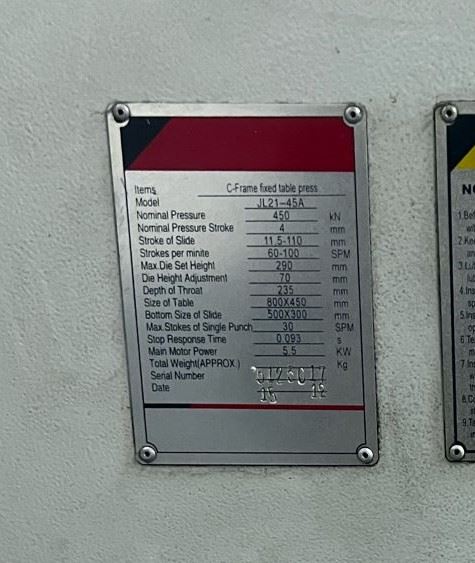 Items C-Frame fixed table press
Model JL21-45A
Nominal Pressure 450 kN
Nominal Pressure Stroke 4 mm
Stroke of Slide 11.5-110 mm
Strokes per minite 60-100 SPM
Max.Die Set Height 290 mm
Die Height Adjustment 70 mm
Depth of Throat 235 mm
Size of Table 800X450 mm
Bottom Size of Slide 500X300 mm
Max.Stokes of Single Punch 30 SPM
Stop Response Time 0.093 s
Main Motor Power 5.5 KW
Total Weight(APPROX.) Kg
Serial Number
Date